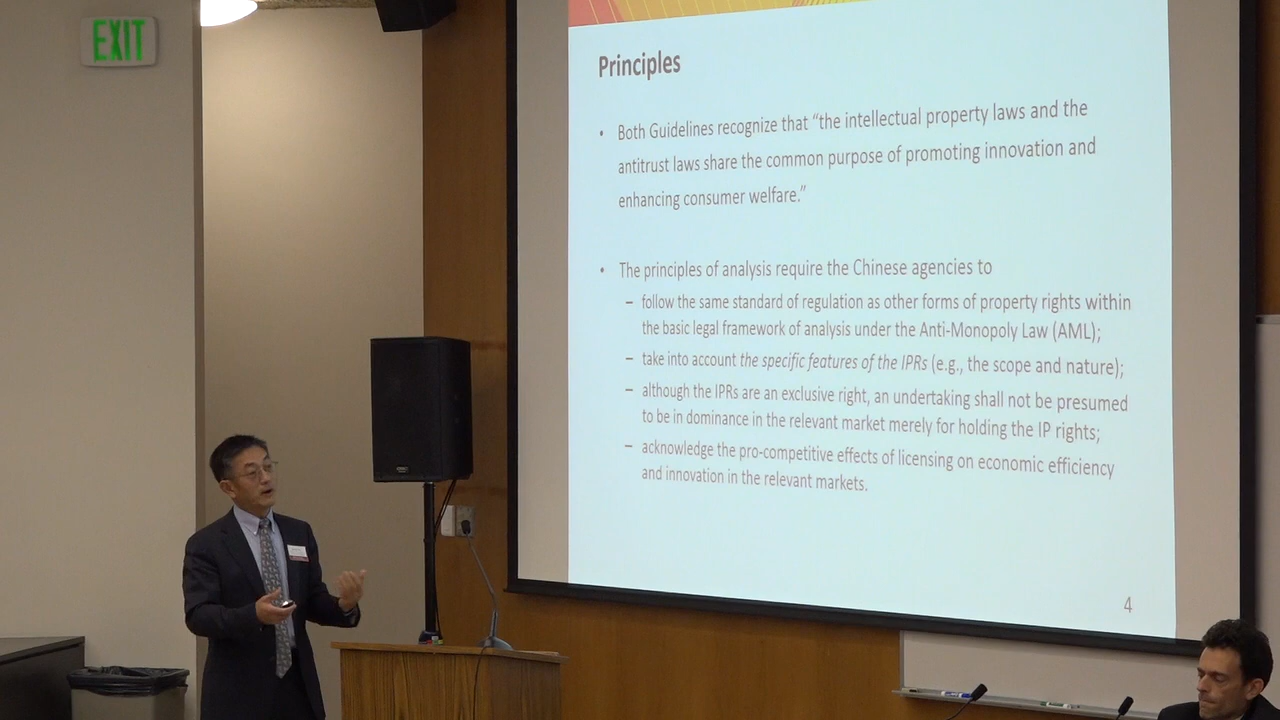 EXIT
Principles
• Both Guidelines recognize that “the intellectual property laws and the
antitrust laws share the common purpose of promoting innovation and
enhancing consumer welfare.”
• The principles of analysis require the Chinese agencies to
– follow the same standard of regulation as other forms of property rights within
the basic legal framework of analysis under the Anti-Monopoly Law (AML);
– take into account the specific features of the IPRs (e.g., the scope and nature);
– although the IPRs are an exclusive right, an undertaking shall not be presumed
to be in dominance in the relevant market merely for holding the IP rights;
– acknowledge the pro-competitive effects of licensing on economic efficiency
and innovation in the relevant markets.
4